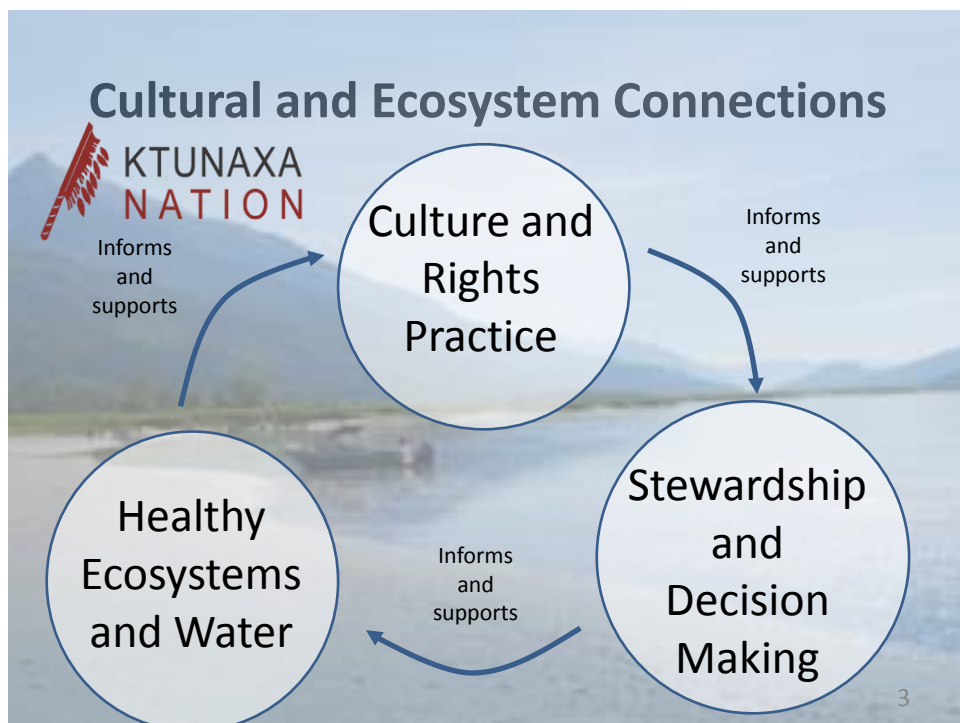 Cultural and Ecosystem Connections
KTUNAXA
NATION
Informs
and
supports
Culture and
Rights
Practice
Informs
and
supports
Stewardship
and
Decision
Making
Informs
and
supports
Healthy
Ecosystems
and Water
3